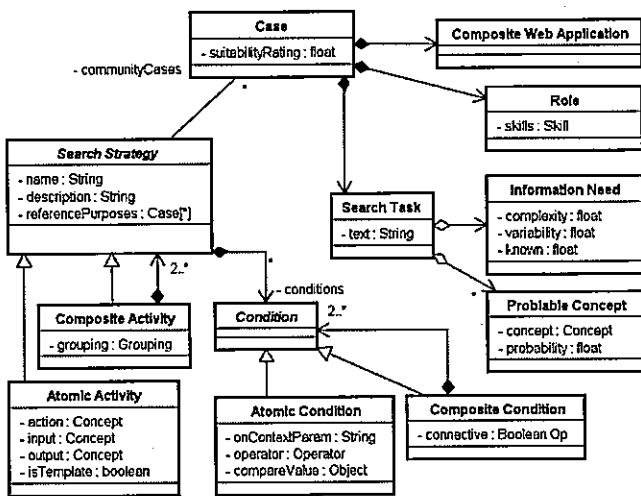 Case
- suitabilityRating : float
Composite Web Application
- communityCases
*
Role
- skills : Skill
Search Strategy
- name : String
- description : String
- referencePurposes : Case[*]
Search Task
- text : String
Information Need
- complexity : float
- variability : float
- known : float
2..*
*
- conditions
*
Composite Activity
- grouping : Grouping
Condition
2..*
Problable Concept
- concept : Concept
- probability : float
Atomic Activity
- action : Concept
- input : Concept
- output : Concept
- isTemplate : boolean
Atomic Condition
- onContextParam : String
- operator : Operator
- compareValue : Object
Composite Condition
- connective : Boolean Op